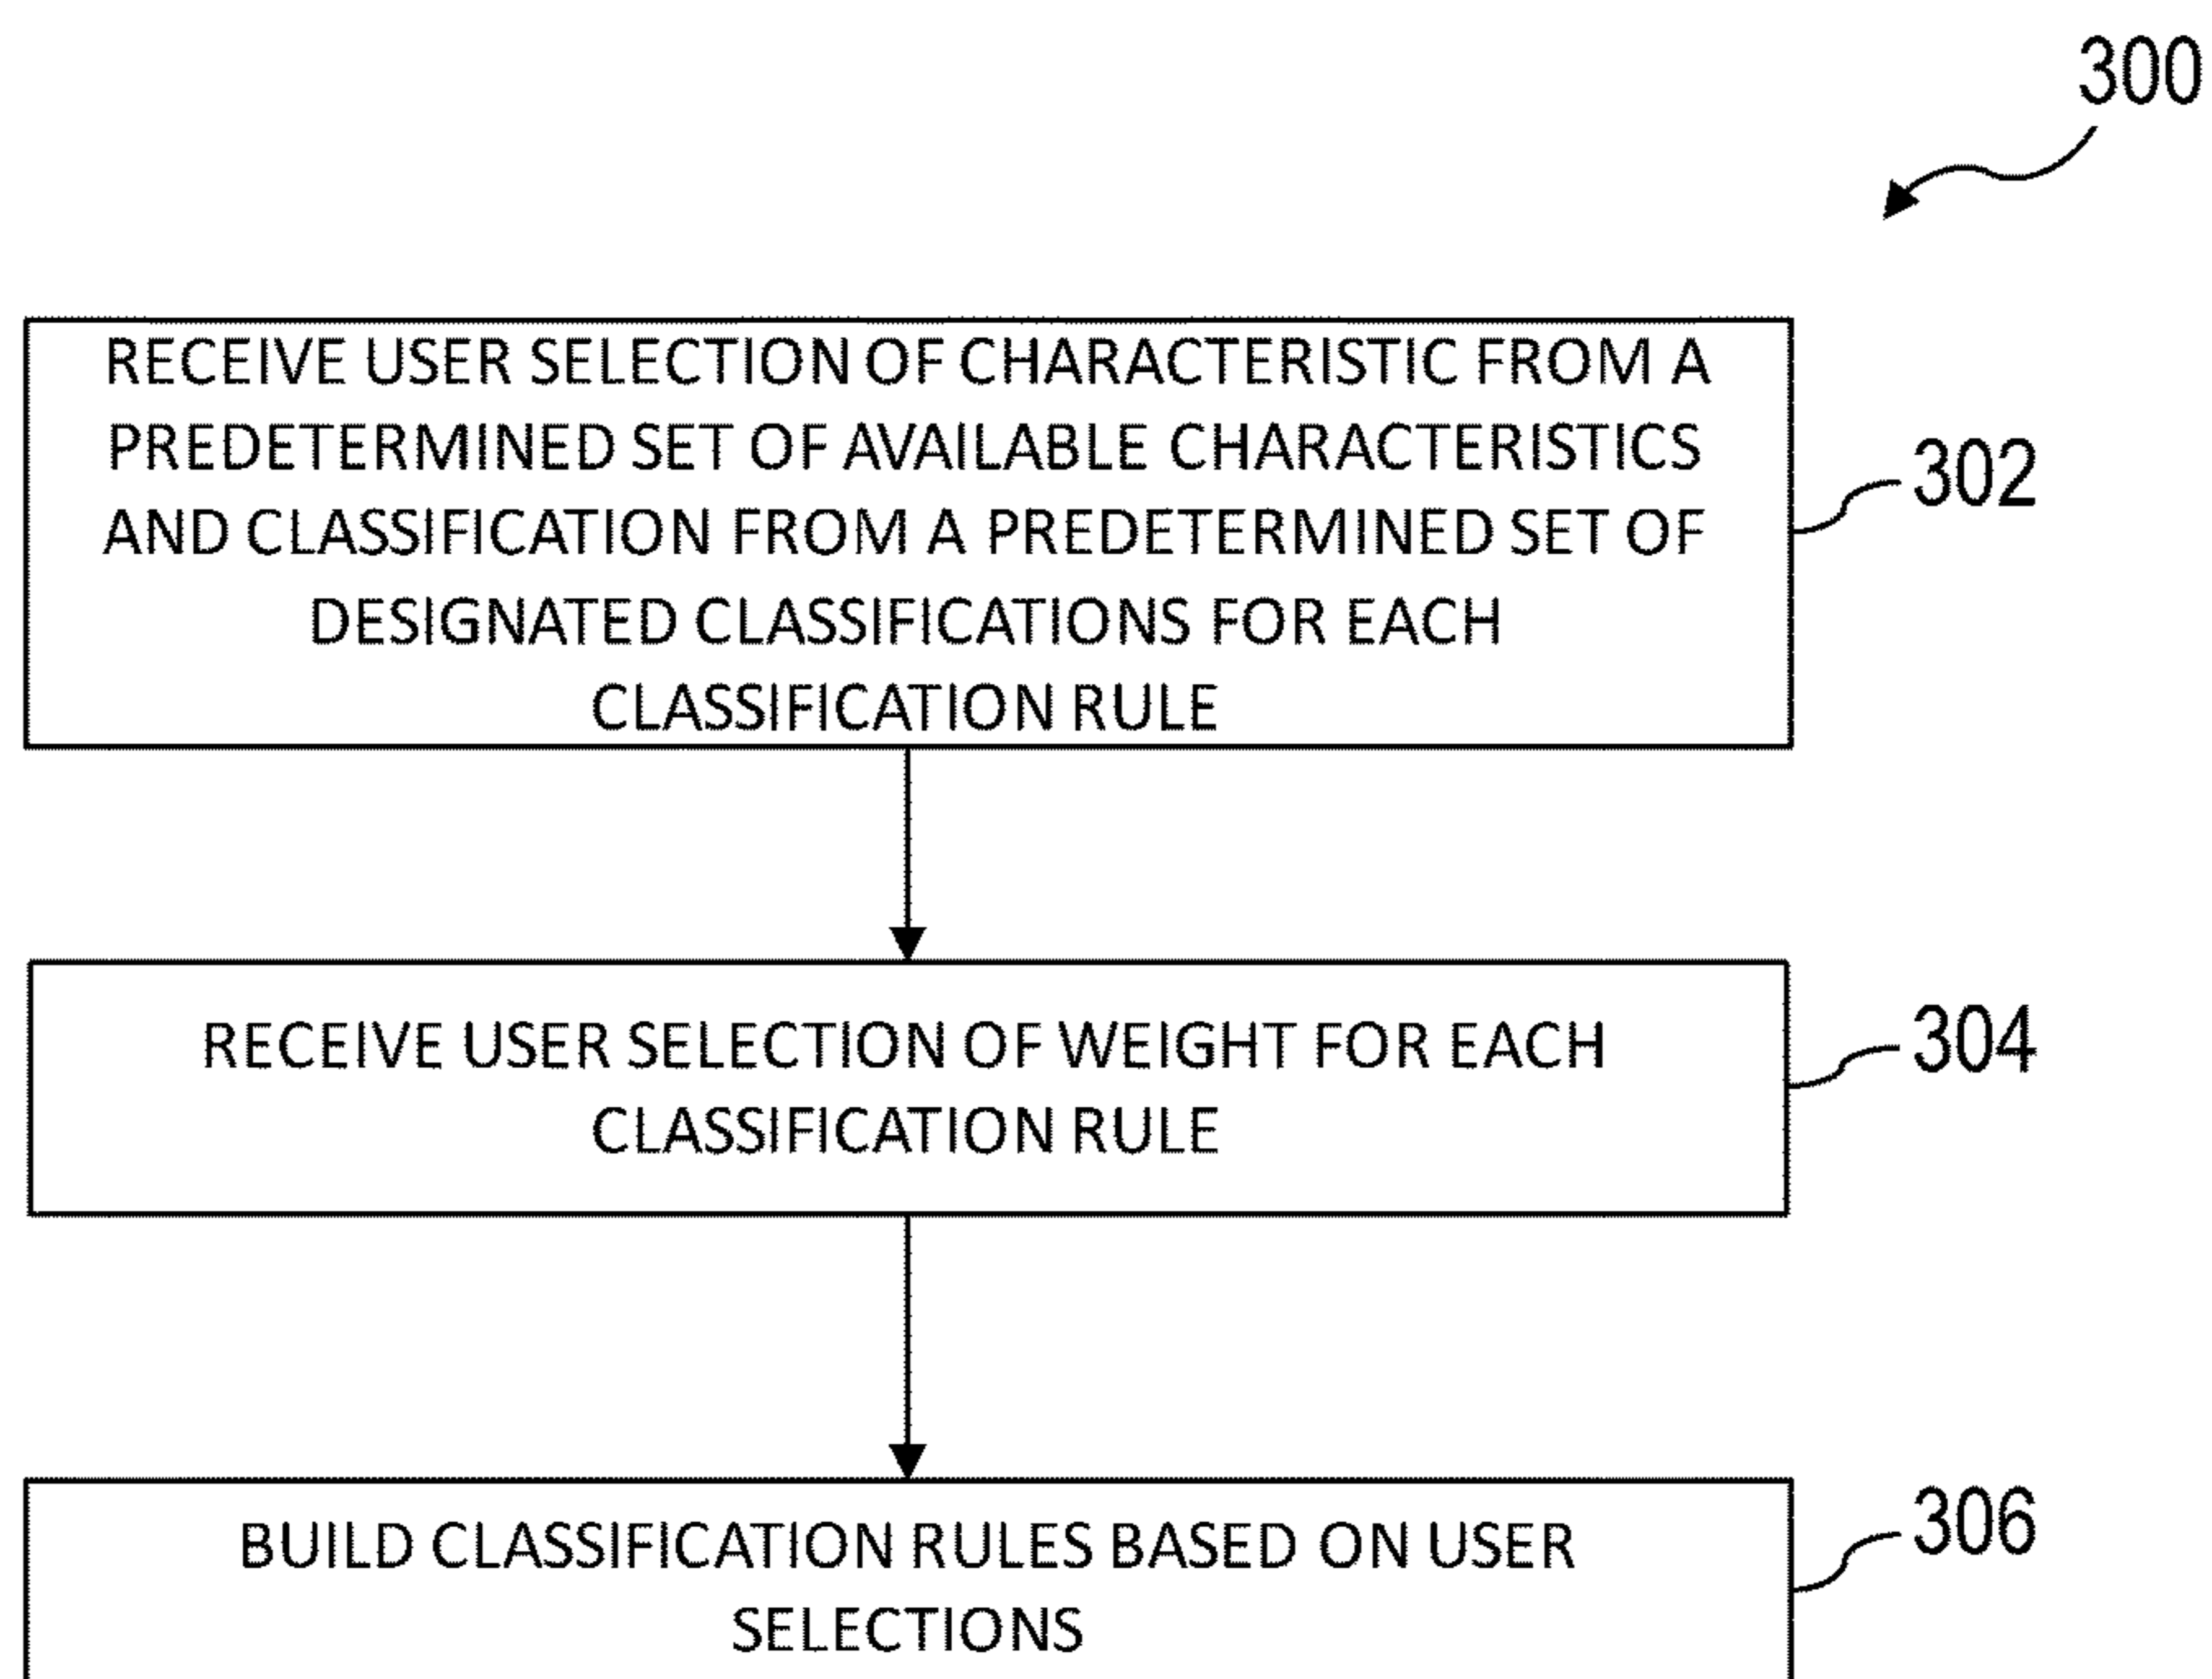 300
RECEIVE USER SELECTION OF CHARACTERISTIC FROM A
PREDETERMINED SET OF AVAILABLE CHARACTERISTICS
AND CLASSIFICATION FROM A PREDETERMINED SET OF
DESIGNATED CLASSIFICATIONS FOR EACH
CLASSIFICATION RULE
302
RECEIVE USER SELECTION OF WEIGHT FOR EACH
CLASSIFICATION RULE
304
BUILD CLASSIFICATION RULES BASED ON USER
SELECTIONS
306